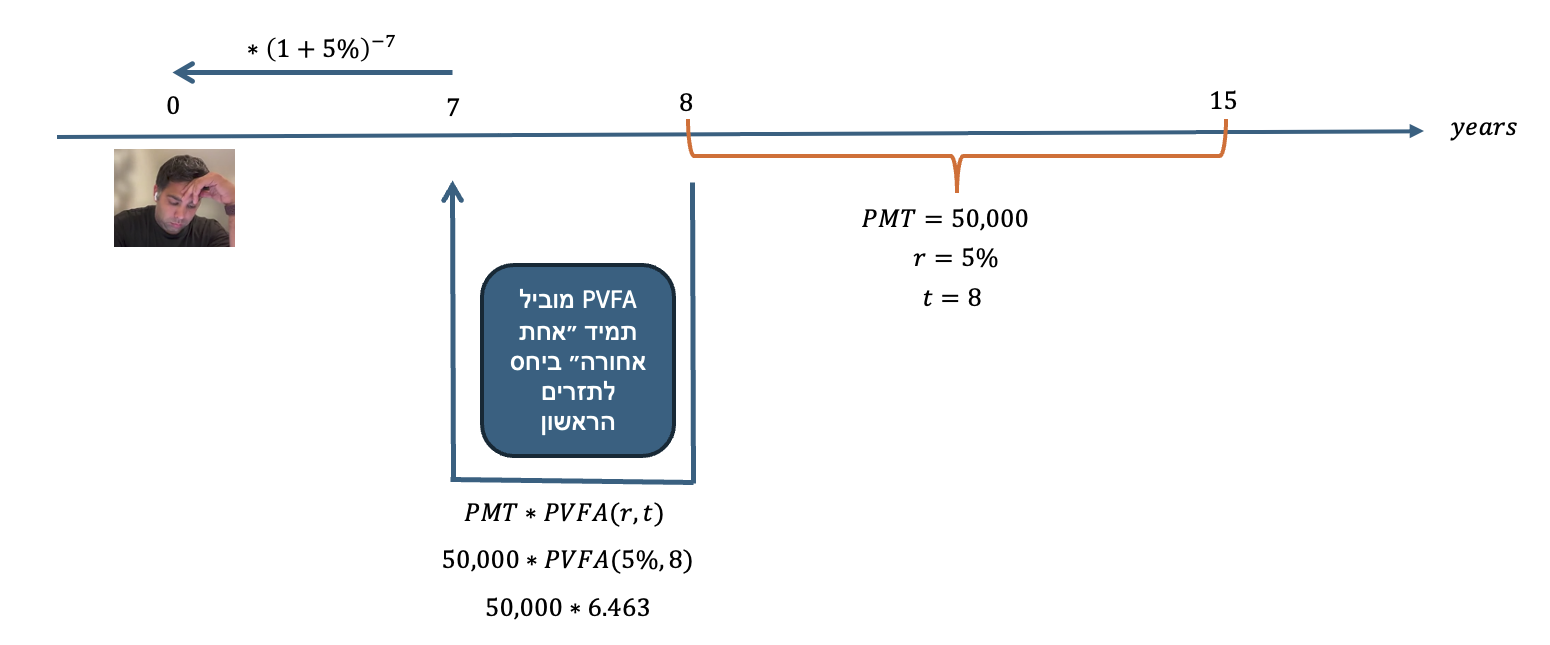 ∗ (1 + 5%)⁻⁷
0
7
8
15
years
PMT = 50,000
r = 5%
t = 8
PVFA מוביל
תמיד ״אחת
אחורה״ ביחס
לתזרים
הראשון
PMT ∗ PVFA(r, t)
50,000 ∗ PVFA(5%, 8)
50,000 ∗ 6.463